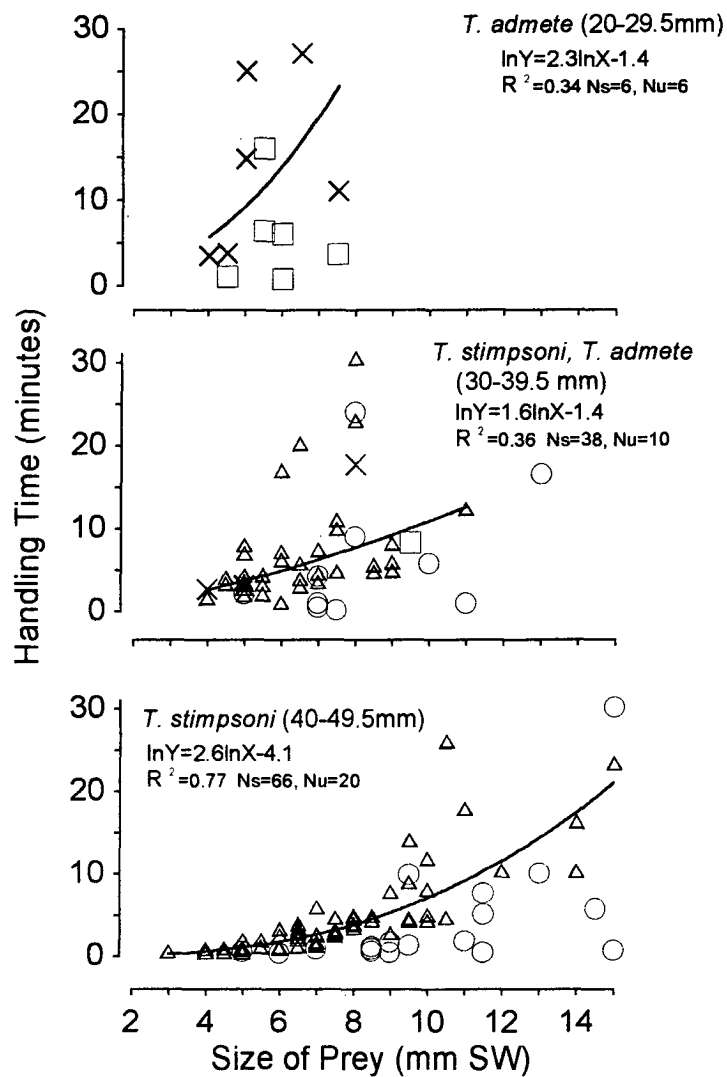 30
20
10
0
T. admete (20-29.5mm)
lnY=2.3lnX-1.4
R²=0.34 Ns=6, Nu=6
Handling Time (minutes)
30
20
10
0
T. stimpsoni, T. admete
(30-39.5 mm)
lnY=1.6lnX-1.4
R²=0.36 Ns=38, Nu=10
30
20
10
0
T. stimpsoni (40-49.5mm)
lnY=2.6lnX-4.1
R²=0.77 Ns=66, Nu=20
2 4 6 8 10 12 14
Size of Prey (mm SW)